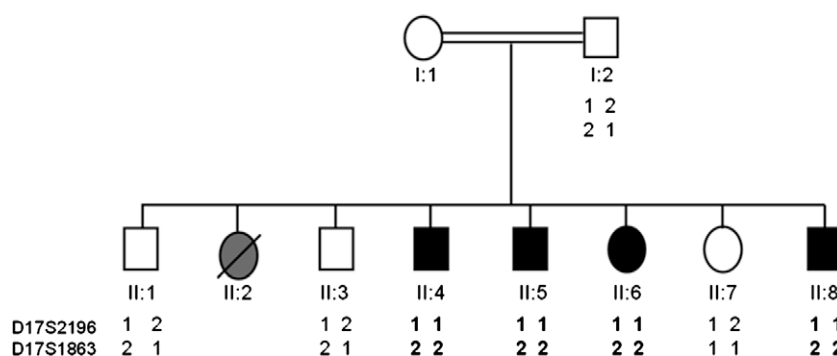 I:1 I:2
1 2
2 1
II:1 II:2 II:3 II:4 II:5 II:6 II:7 II:8
D17S2196 1 2 1 2 1 1 1 1 1 1 1 2 1 1
D17S1863 2 1 2 1 2 2 2 2 2 2 1 1 2 2